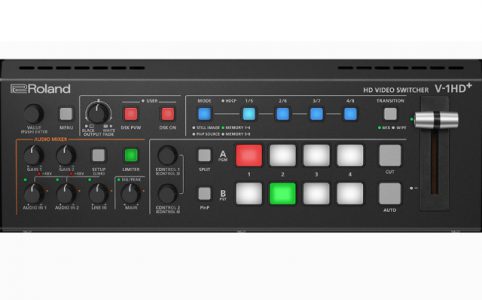 Roland
HD VIDEO SWITCHER V-1HD+
USER
MODE HDCP 1/5 2/6 3/7 4/8 TRANSITION
VALUE
PUSH ENTER
MENU
BLACK WHITE
OUTPUT FADE
DSK PVW
DSK ON
STILL IMAGE MEMORY 1-4
PinP SOURCE MEMORY 5-8
MIX WIPE
AUDIO MIXER
GAIN 1
GAIN 2
SETUP
LIMITER
CONTROL 1
SPLIT
A
PGM
CUT
1 2 3 4
AUDIO IN 1
AUDIO IN 2
LINE IN
MAIN
CONTROL 2
PinP
B
PST
AUTO